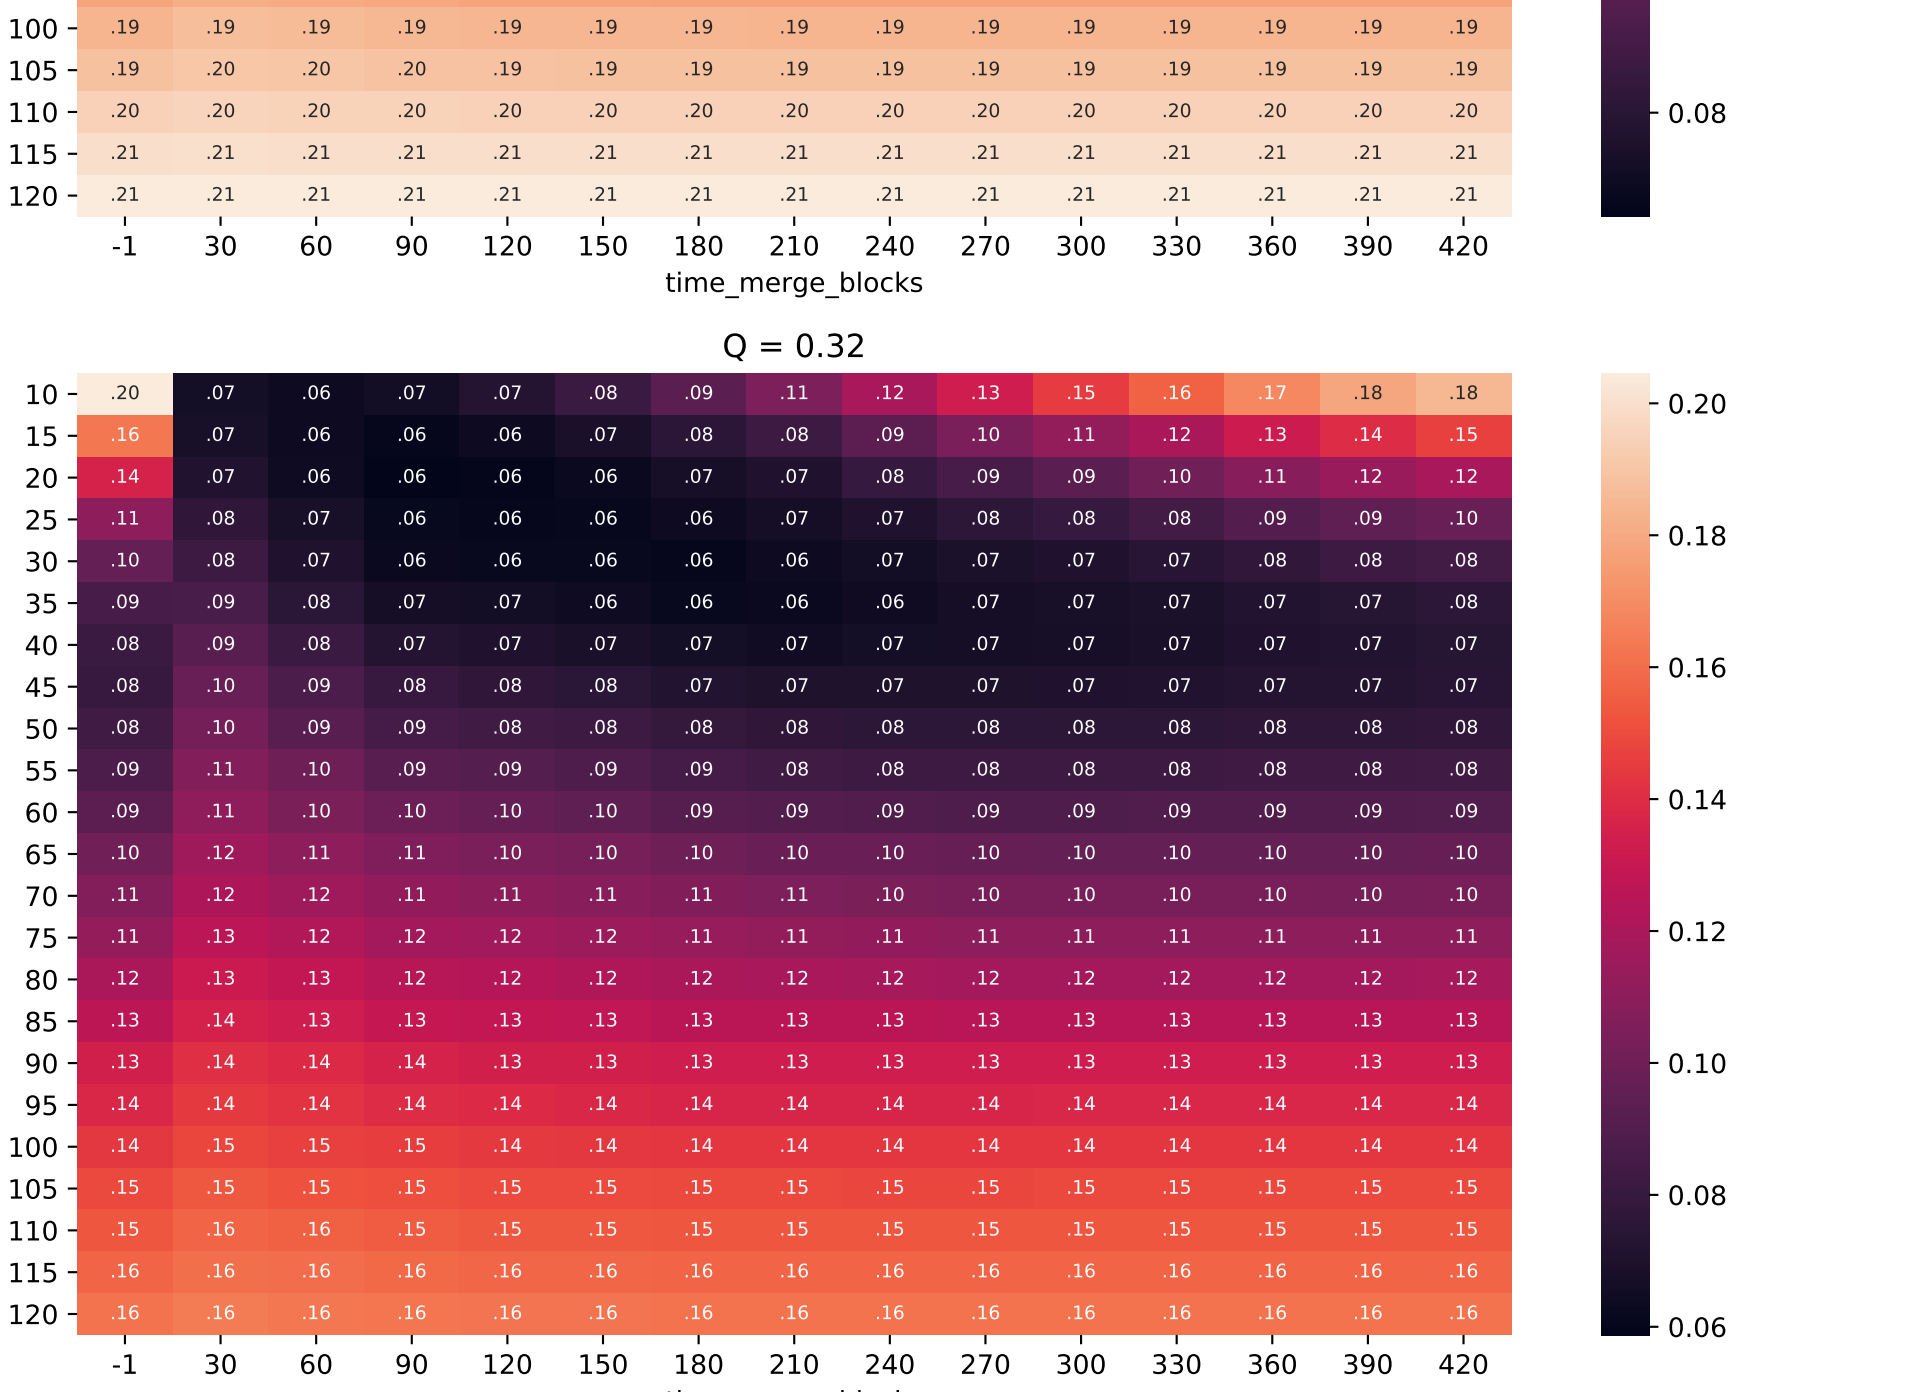 100 .19 .19 .19 .19 .19 .19 .19 .19 .19 .19 .19 .19 .19 .19 .19
105 .19 .20 .20 .20 .19 .19 .19 .19 .19 .19 .19 .19 .19 .19 .19
110 .20 .20 .20 .20 .20 .20 .20 .20 .20 .20 .20 .20 .20 .20 .20 0.08
115 .21 .21 .21 .21 .21 .21 .21 .21 .21 .21 .21 .21 .21 .21 .21
120 .21 .21 .21 .21 .21 .21 .21 .21 .21 .21 .21 .21 .21 .21 .21
-1 30 60 90 120 150 180 210 240 270 300 330 360 390 420
time_merge_blocks
Q = 0.32
10 .20 .07 .06 .07 .07 .08 .09 .11 .12 .13 .15 .16 .17 .18 .18 0.20
15 .16 .07 .06 .06 .06 .07 .08 .08 .09 .10 .11 .12 .13 .14 .15
20 .14 .07 .06 .06 .06 .06 .07 .07 .08 .09 .09 .10 .11 .12 .12
25 .11 .08 .07 .06 .06 .06 .06 .07 .07 .08 .08 .08 .09 .09 .10 0.18
30 .10 .08 .07 .06 .06 .06 .06 .06 .07 .07 .07 .07 .08 .08 .08
35 .09 .09 .08 .07 .07 .06 .06 .06 .06 .07 .07 .07 .07 .07 .08
40 .08 .09 .08 .07 .07 .07 .07 .07 .07 .07 .07 .07 .07 .07 .07 0.16
45 .08 .10 .09 .08 .08 .08 .07 .07 .07 .07 .07 .07 .07 .07 .07
50 .08 .10 .09 .09 .08 .08 .08 .08 .08 .08 .08 .08 .08 .08 .08
55 .09 .11 .10 .09 .09 .09 .09 .08 .08 .08 .08 .08 .08 .08 .08
60 .09 .11 .10 .10 .10 .10 .09 .09 .09 .09 .09 .09 .09 .09 .09 0.14
65 .10 .12 .11 .11 .10 .10 .10 .10 .10 .10 .10 .10 .10 .10 .10
70 .11 .12 .12 .11 .11 .11 .11 .11 .10 .10 .10 .10 .10 .10 .10
75 .11 .13 .12 .12 .12 .12 .11 .11 .11 .11 .11 .11 .11 .11 .11 0.12
80 .12 .13 .13 .12 .12 .12 .12 .12 .12 .12 .12 .12 .12 .12 .12
85 .13 .14 .13 .13 .13 .13 .13 .13 .13 .13 .13 .13 .13 .13 .13
90 .13 .14 .14 .14 .13 .13 .13 .13 .13 .13 .13 .13 .13 .13 .13 0.10
95 .14 .14 .14 .14 .14 .14 .14 .14 .14 .14 .14 .14 .14 .14 .14
100 .14 .15 .15 .15 .14 .14 .14 .14 .14 .14 .14 .14 .14 .14 .14
105 .15 .15 .15 .15 .15 .15 .15 .15 .15 .15 .15 .15 .15 .15 .15 0.08
110 .15 .16 .16 .15 .15 .15 .15 .15 .15 .15 .15 .15 .15 .15 .15
115 .16 .16 .16 .16 .16 .16 .16 .16 .16 .16 .16 .16 .16 .16 .16
120 .16 .16 .16 .16 .16 .16 .16 .16 .16 .16 .16 .16 .16 .16 .16 0.06
-1 30 60 90 120 150 180 210 240 270 300 330 360 390 420